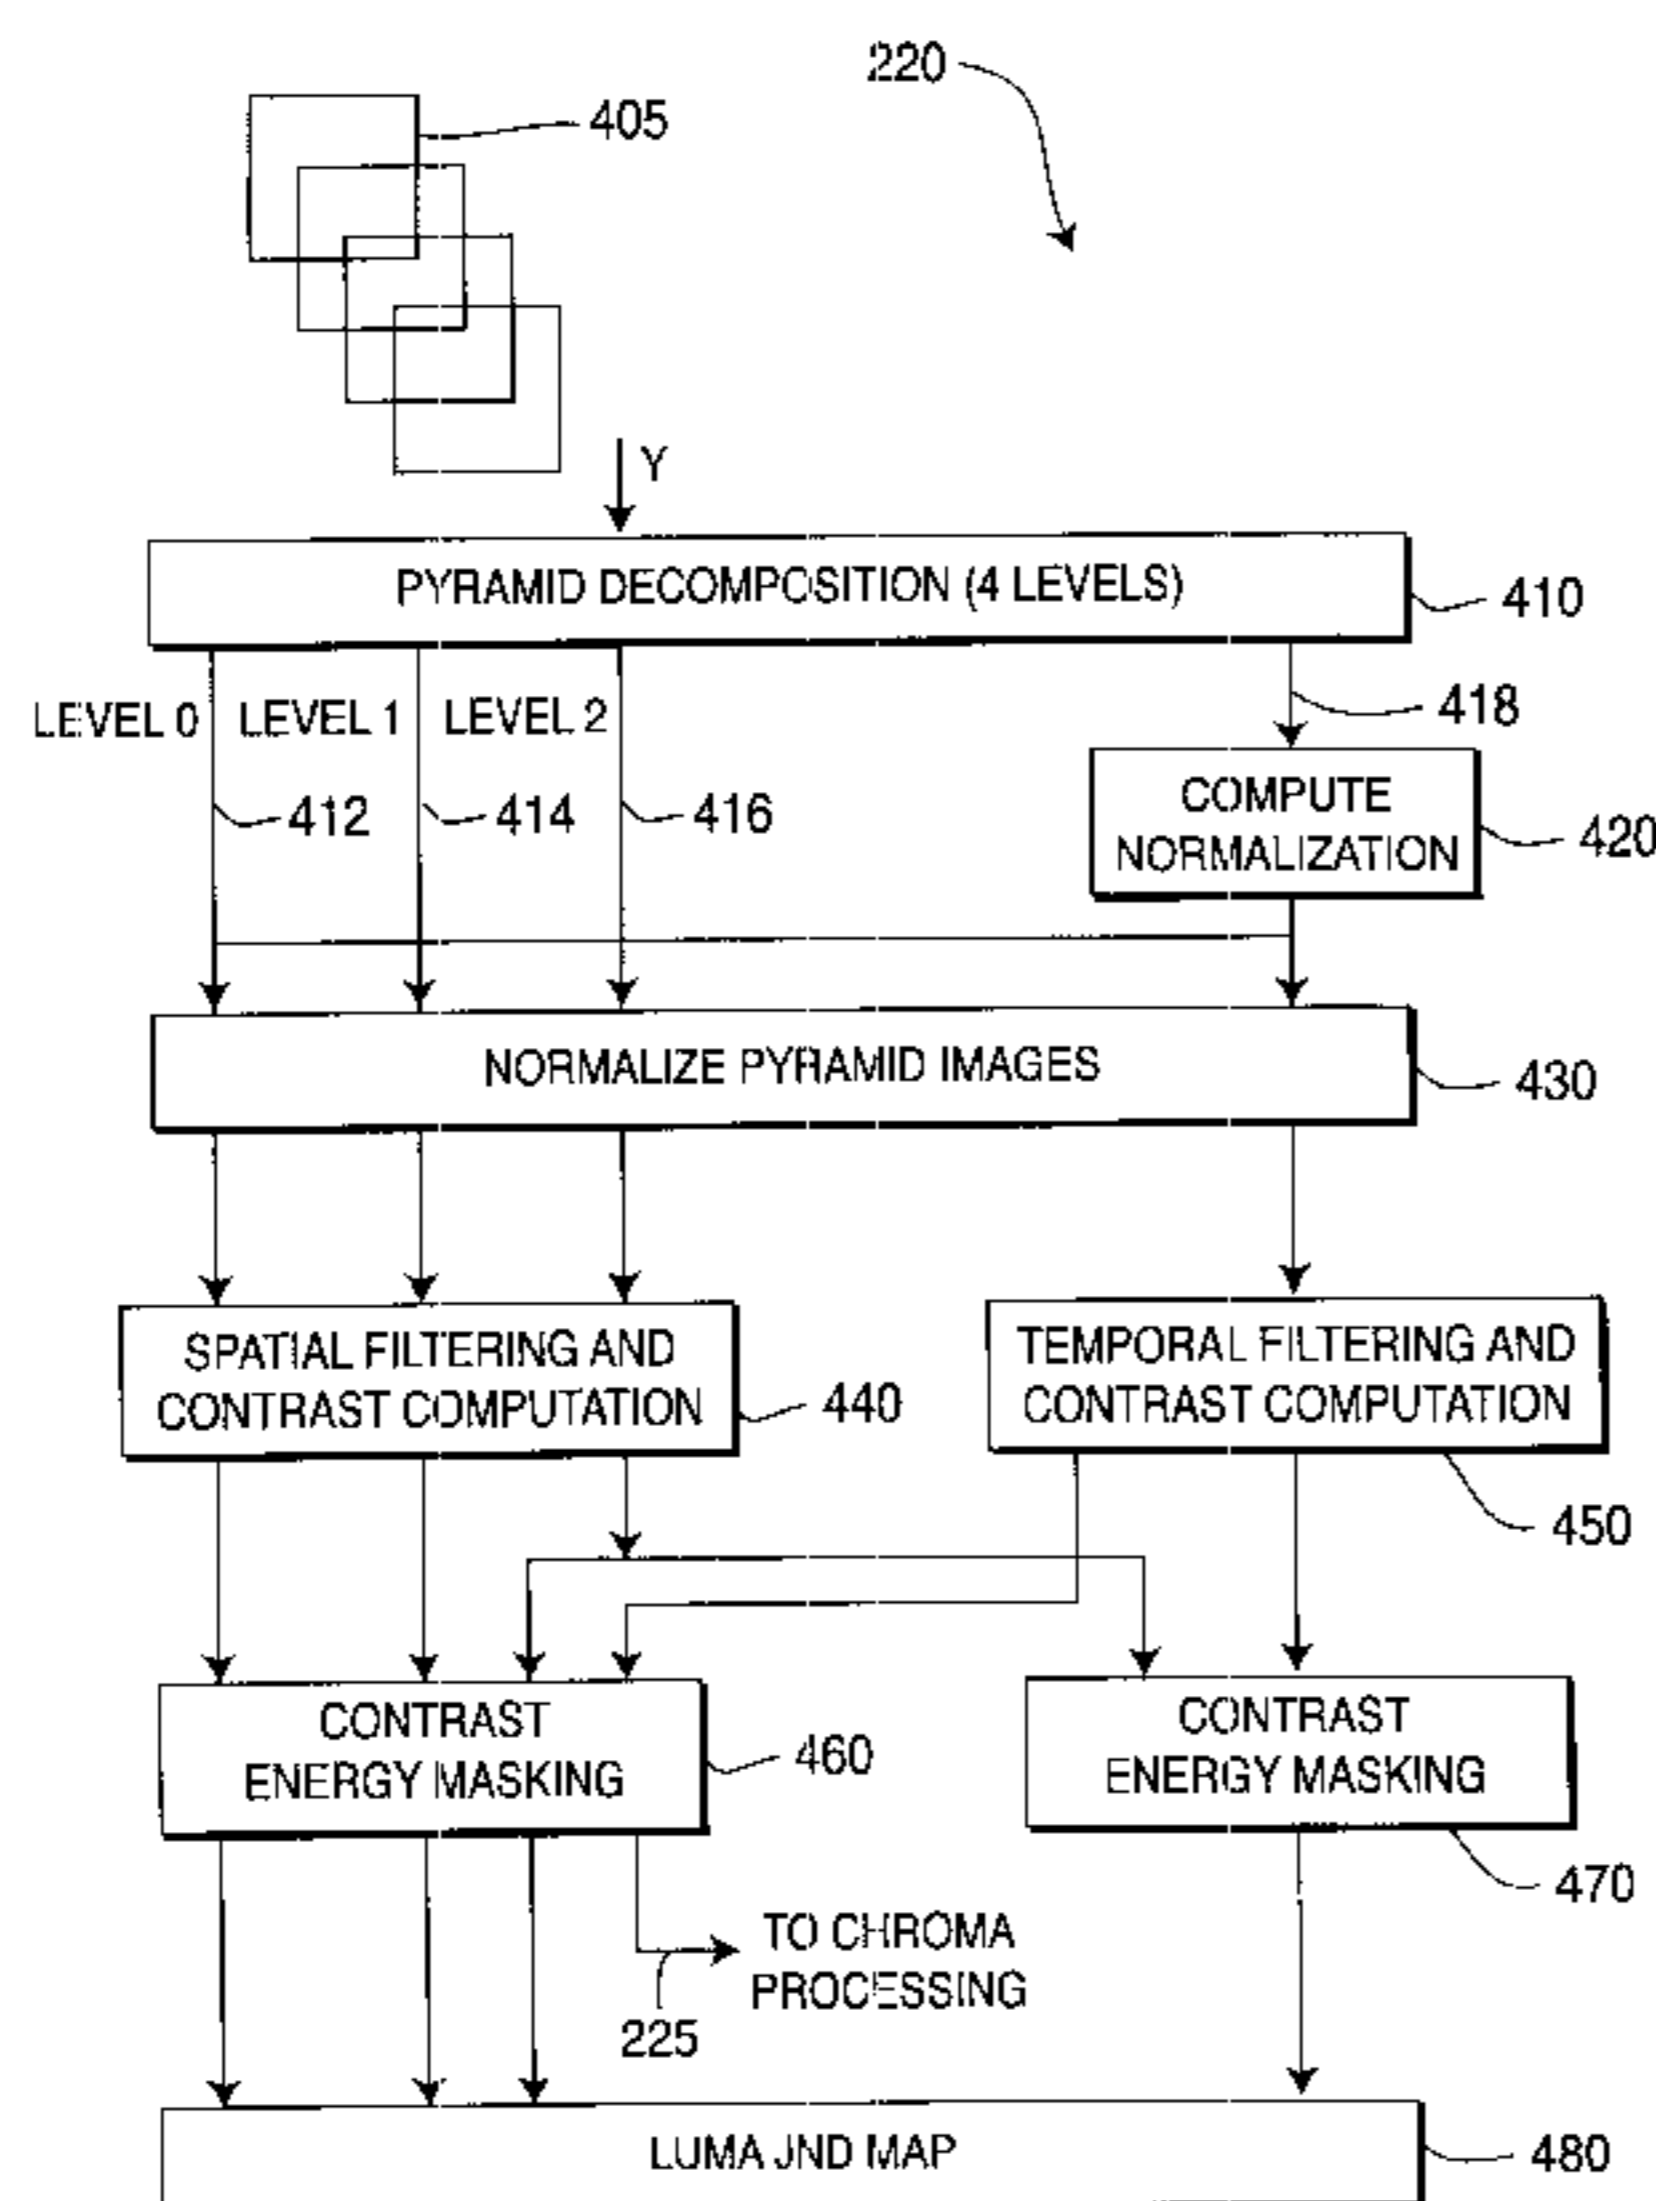 220
405
Y
PYRAMID DECOMPOSITION (4 LEVELS)
410
LEVEL 0 LEVEL 1 LEVEL 2
418
412
414
416
COMPUTE
NORMALIZATION
420
NORMALIZE PYRAMID IMAGES
430
SPATIAL FILTERING AND
CONTRAST COMPUTATION
440
TEMPORAL FILTERING AND
CONTRAST COMPUTATION
450
CONTRAST
ENERGY MASKING
460
CONTRAST
ENERGY MASKING
470
TO CHROMA
PROCESSING
225
LUMA JND MAP
480